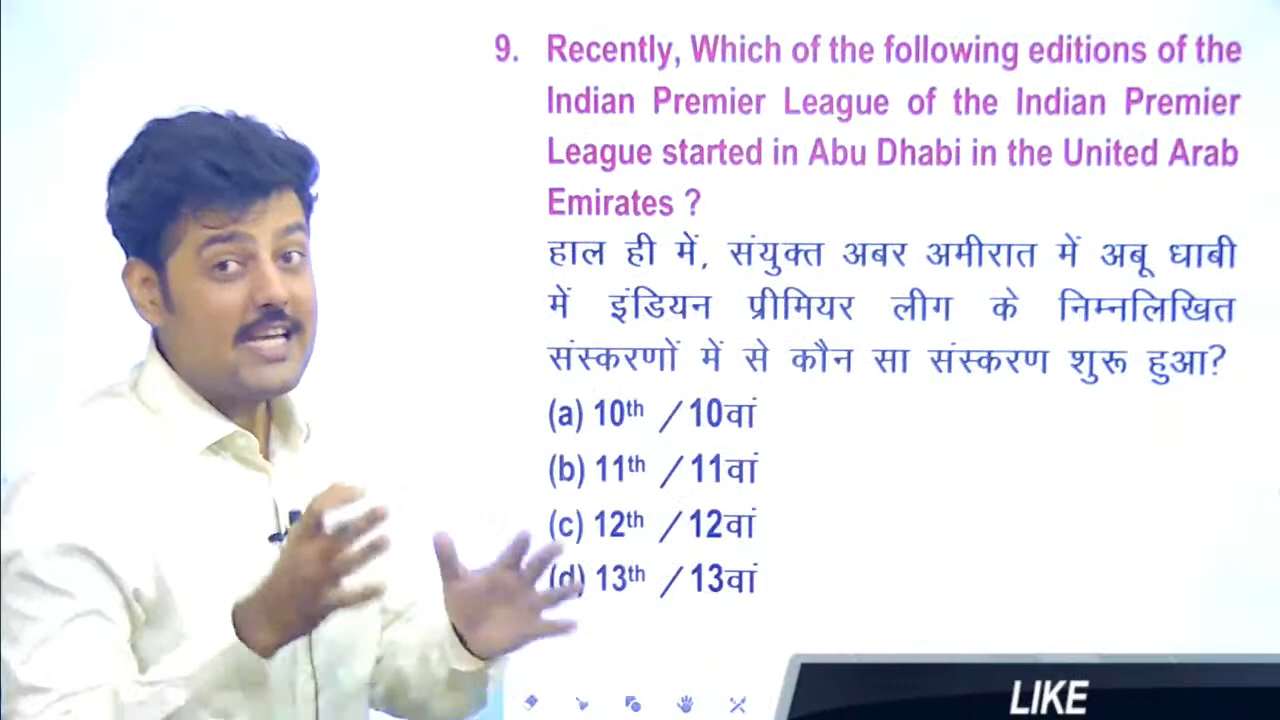 9. Recently, Which of the following editions of the
Indian Premier League of the Indian Premier
League started in Abu Dhabi in the United Arab
Emirates ?
हाल ही में, संयुक्त अबर अमीरात में अबू धाबी
में इंडियन प्रीमियर लीग के निम्नलिखित
संस्करणों में से कौन सा संस्करण शुरू हुआ?
(a) 10th / 10वां
(b) 11th / 11वां
(c) 12th / 12वां
(d) 13th / 13वां
LIKE